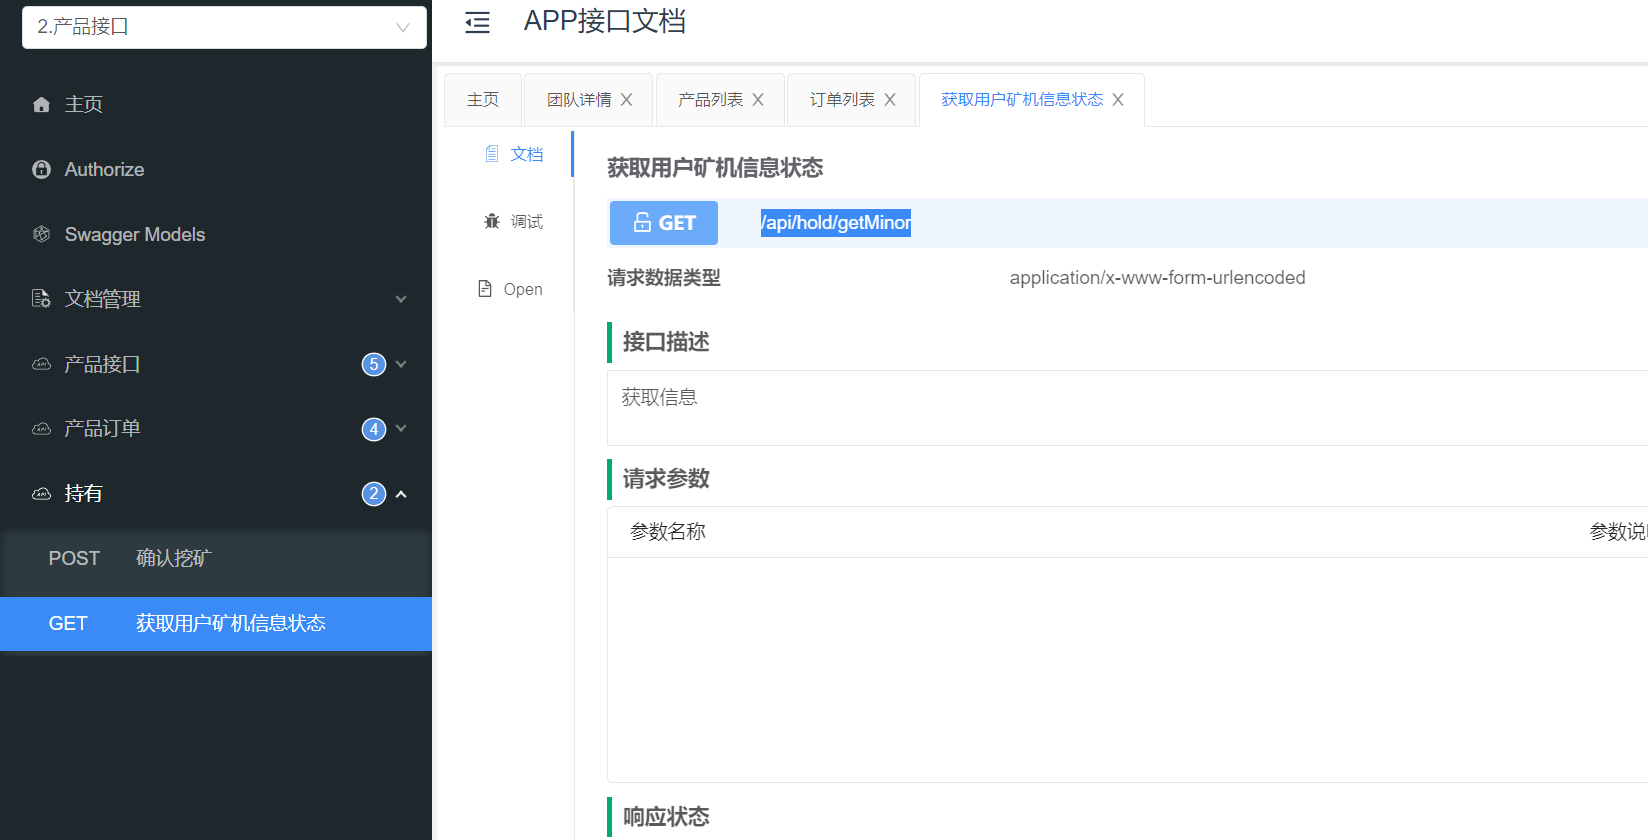 2.产品接口
主页
Authorize
Swagger Models
文档管理
产品接口 5
产品订单 4
持有 2
POST 确认挖矿
GET 获取用户矿机信息状态
APP接口文档
主页 团队详情 产品列表 订单列表 获取用户矿机信息状态
文档
调试
Open
获取用户矿机信息状态
GET /api/hold/getMinor
请求数据类型 application/x-www-form-urlencoded
接口描述
获取信息
请求参数
参数名称 参数说
响应状态